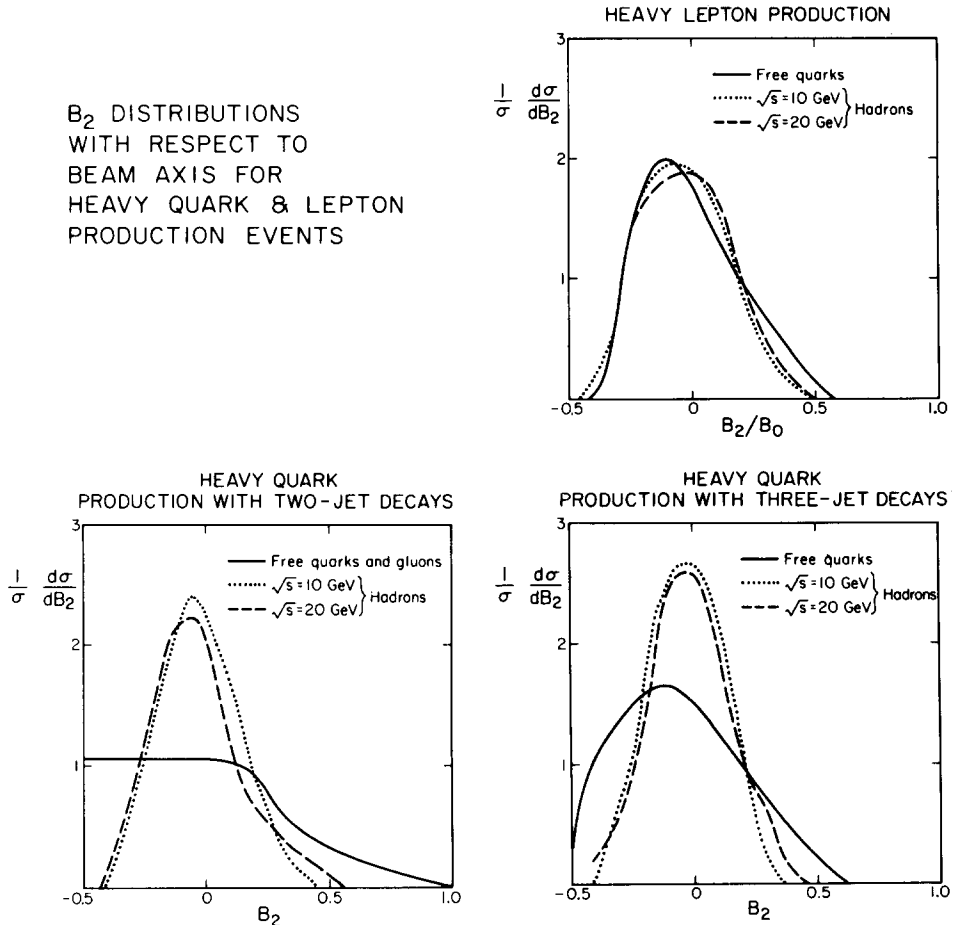 B₂ DISTRIBUTIONS
WITH RESPECT TO
BEAM AXIS FOR
HEAVY QUARK & LEPTON
PRODUCTION EVENTS
HEAVY LEPTON PRODUCTION
3
2
1
1/σ dσ/dB₂
Free quarks
√s=10 GeV
√s=20 GeV
} Hadrons
-0.5 0 0.5 1.0
B₂/B₀
HEAVY QUARK
PRODUCTION WITH TWO-JET DECAYS
3
2
1
1/σ dσ/dB₂
Free quarks and gluons
√s=10 GeV
√s=20 GeV
} Hadrons
-0.5 0 0.5 1.0
B₂
HEAVY QUARK
PRODUCTION WITH THREE-JET DECAYS
3
2
1
1/σ dσ/dB₂
Free quarks
√s=10 GeV
√s=20 GeV
} Hadrons
-0.5 0 0.5 1.0
B₂